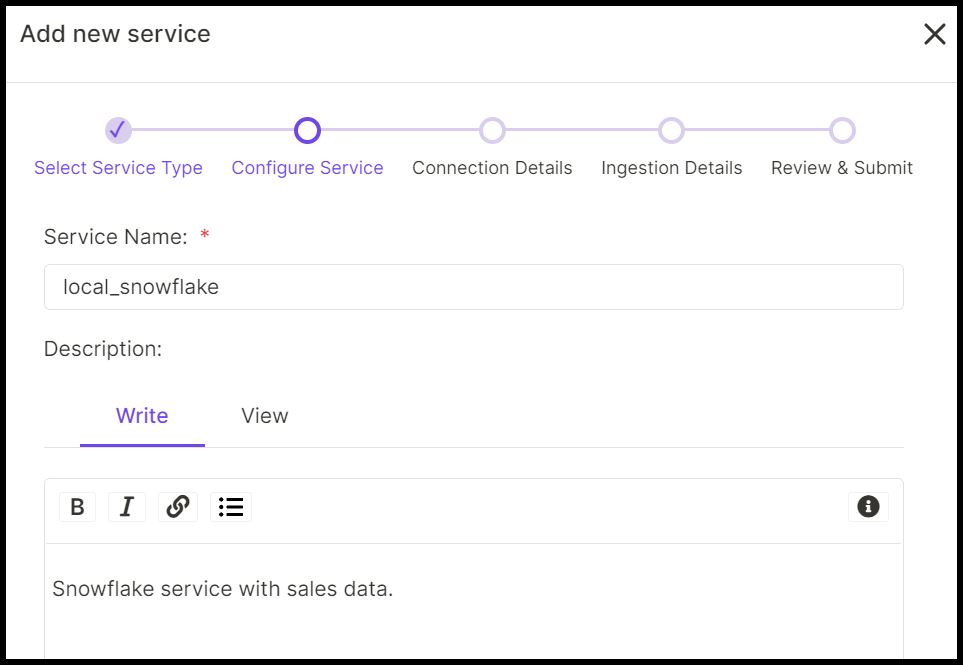 Add new service
Select Service Type
Configure Service
Connection Details
Ingestion Details
Review & Submit
Service Name: *
local_snowflake
Description:
Write
View
B
I
Snowflake service with sales data.